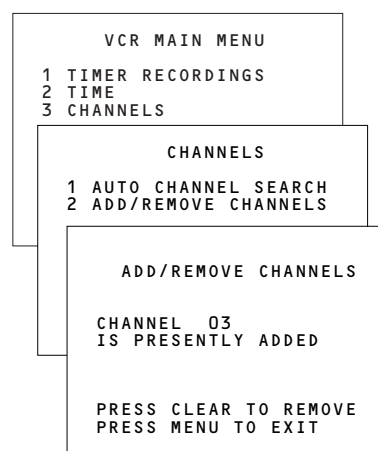 VCR MAIN MENU
1 TIMER RECORDINGS
2 TIME
3 CHANNELS
CHANNELS
1 AUTO CHANNEL SEARCH
2 ADD/REMOVE CHANNELS
ADD/REMOVE CHANNELS
CHANNEL 03
IS PRESENTLY ADDED
PRESS CLEAR TO REMOVE
PRESS MENU TO EXIT